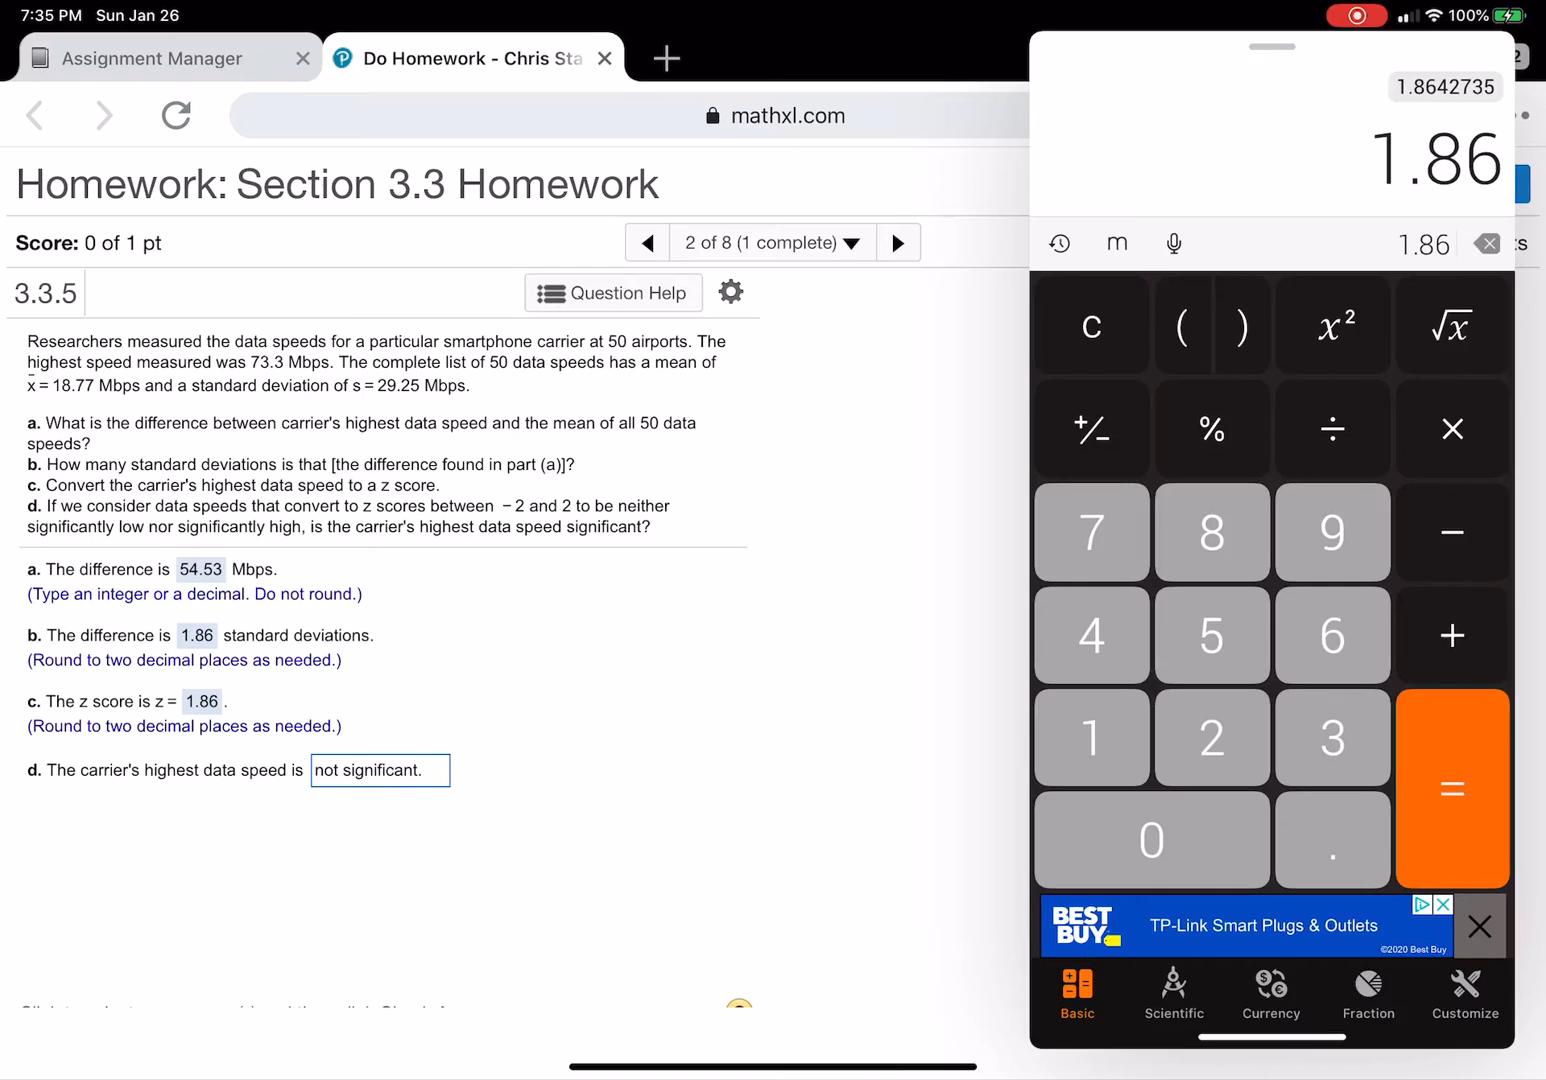 7:35 PM Sun Jan 26
100%
Assignment Manager
Do Homework - Chris Sta
2
mathxl.com
Homework: Section 3.3 Homework
Score: 0 of 1 pt
2 of 8 (1 complete)
3.3.5
Question Help
Researchers measured the data speeds for a particular smartphone carrier at 50 airports. The
highest speed measured was 73.3 Mbps. The complete list of 50 data speeds has a mean of
x̄ = 18.77 Mbps and a standard deviation of s = 29.25 Mbps.
a. What is the difference between carrier's highest data speed and the mean of all 50 data
speeds?
b. How many standard deviations is that [the difference found in part (a)]?
c. Convert the carrier's highest data speed to a z score.
d. If we consider data speeds that convert to z scores between − 2 and 2 to be neither
significantly low nor significantly high, is the carrier's highest data speed significant?
a. The difference is 54.53 Mbps.
(Type an integer or a decimal. Do not round.)
b. The difference is 1.86 standard deviations.
(Round to two decimal places as needed.)
c. The z score is z = 1.86 .
(Round to two decimal places as needed.)
d. The carrier's highest data speed is not significant.
1.8642735
1.86
m
1.86
ts
C ( ) x² √x
+/− % ÷ ×
7 8 9 −
4 5 6 +
1 2 3 =
0 .
BEST
BUY
TP-Link Smart Plugs & Outlets
©2020 Best Buy
Basic Scientific Currency Fraction Customize